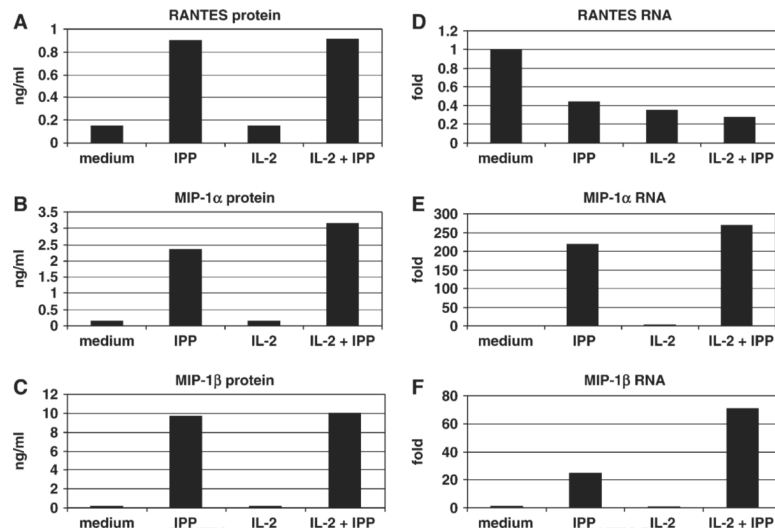 A
RANTES protein
ng/ml
1
0.8
0.6
0.4
0.2
0
medium IPP IL-2 IL-2 + IPP
B
MIP-1α protein
ng/ml
3.5
3
2.5
2
1.5
1
0.5
0
medium IPP IL-2 IL-2 + IPP
C
MIP-1β protein
ng/ml
12
10
8
6
4
2
0
medium IPP IL-2 IL-2 + IPP
D
RANTES RNA
fold
1.2
1
0.8
0.6
0.4
0.2
0
medium IPP IL-2 IL-2 + IPP
E
MIP-1α RNA
fold
300
250
200
150
100
50
0
medium IPP IL-2 IL-2 + IPP
F
MIP-1β RNA
fold
80
60
40
20
0
medium IPP IL-2 IL-2 + IPP